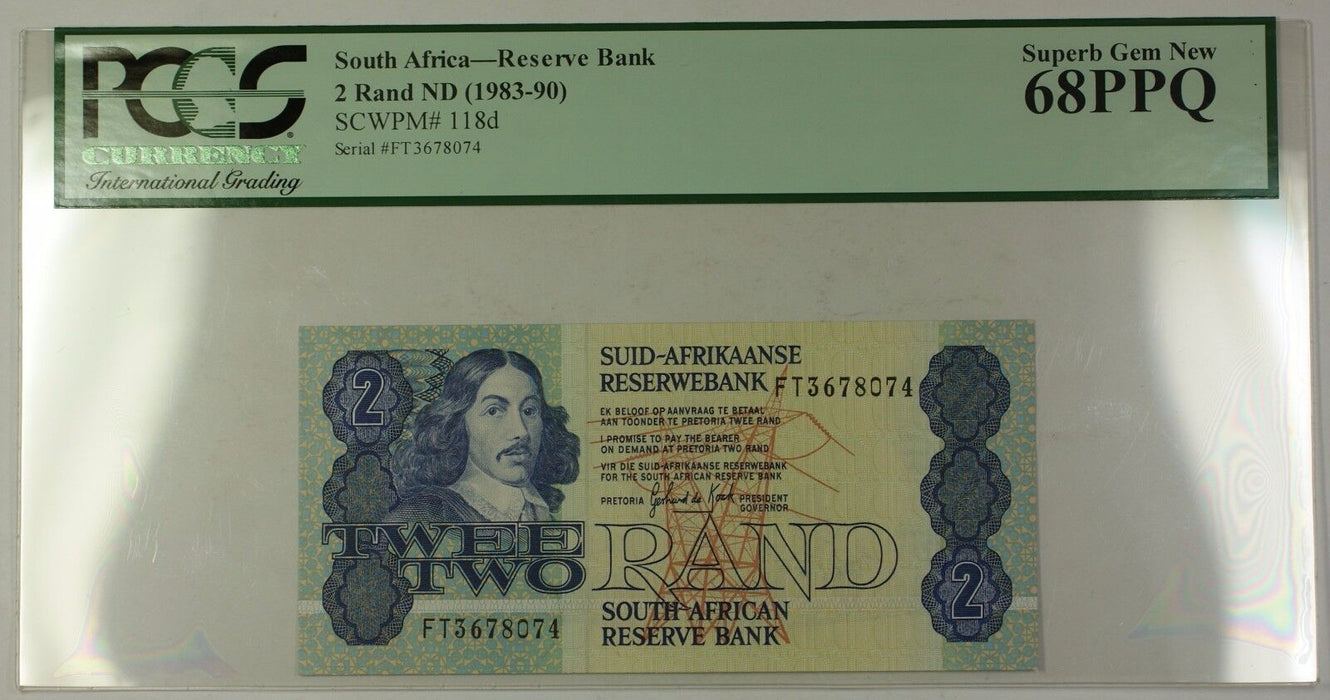 PCGS
CURRENCY
International Grading
South Africa—Reserve Bank
2 Rand ND (1983-90)
SCWPM# 118d
Serial #FT3678074
Superb Gem New
68PPQ
2
SUID-AFRIKAANSE
RESERWEBANK FT3678074
EK BELOOF OP AANVRAAG TE BETAAL
AAN TOONDER TE PRETORIA TWEE RAND
I PROMISE TO PAY THE BEARER
ON DEMAND AT PRETORIA TWO RAND
VIR DIE SUID-AFRIKAANSE RESERWEBANK
FOR THE SOUTH AFRICAN RESERVE BANK
PRETORIA Gerhard de Kock PRESIDENT
GOVERNOR
TWEE
TWO RAND
2
SOUTH AFRICAN
RESERVE BANK
FT3678074